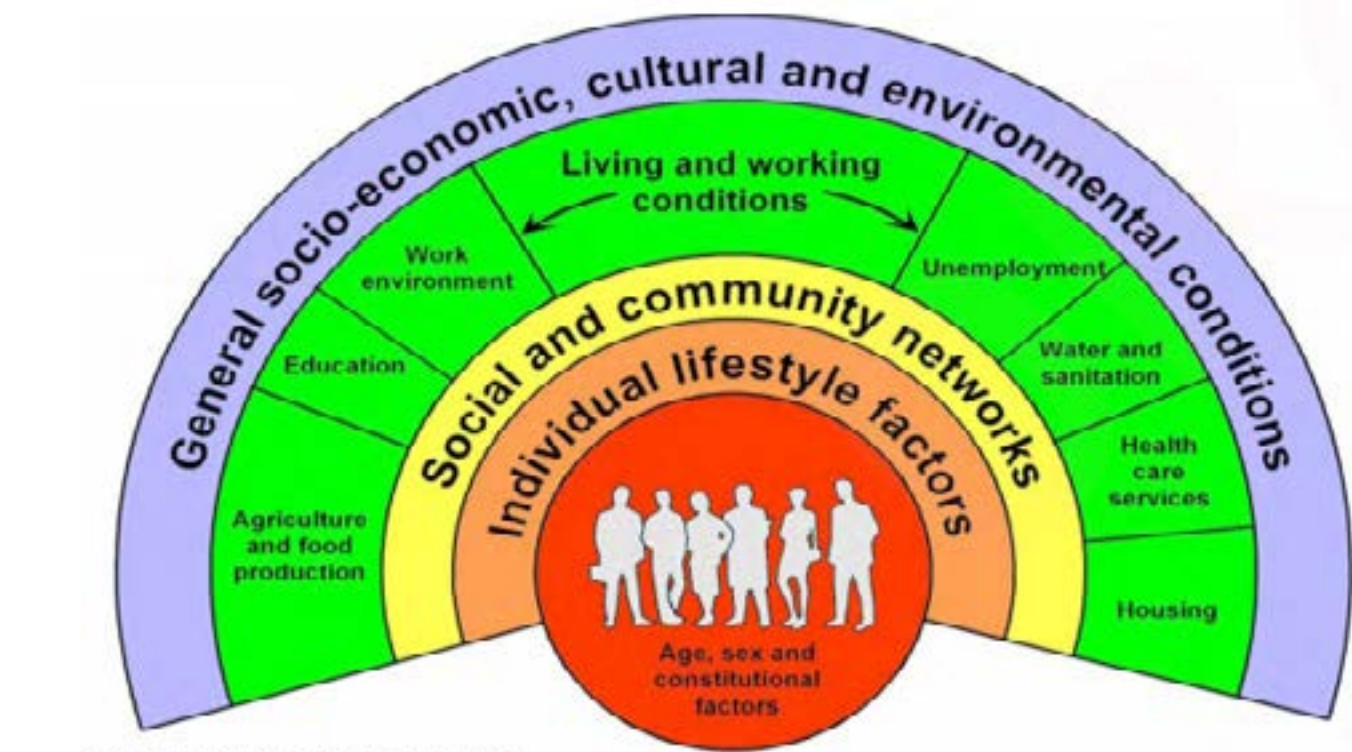 General socio-economic, cultural and environmental conditions
Living and working
conditions
Work
environment
Unemployment
Education
Water and
sanitation
Agriculture
and food
production
Health
care
services
Housing
Social and community networks
Individual lifestyle factors
Age, sex and
constitutional
factors